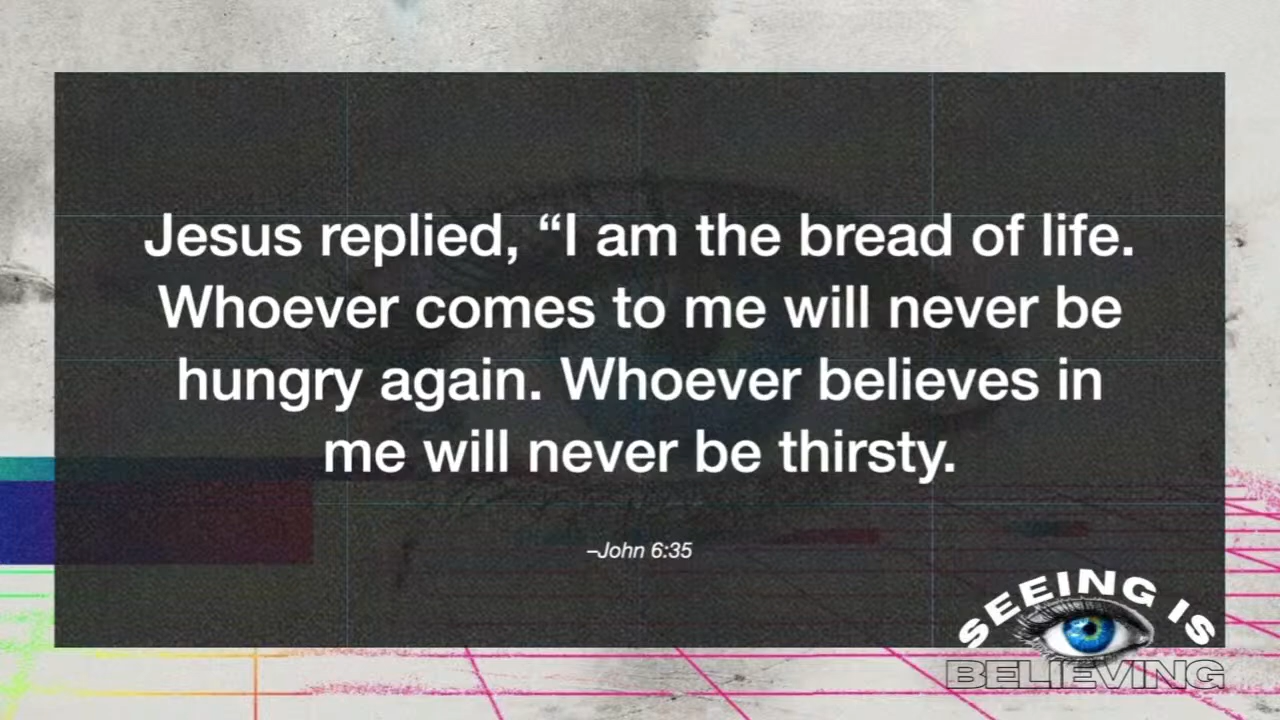 Jesus replied, “I am the bread of life.
Whoever comes to me will never be
hungry again. Whoever believes in
me will never be thirsty.
–John 6:35
SEEING IS
BELIEVING